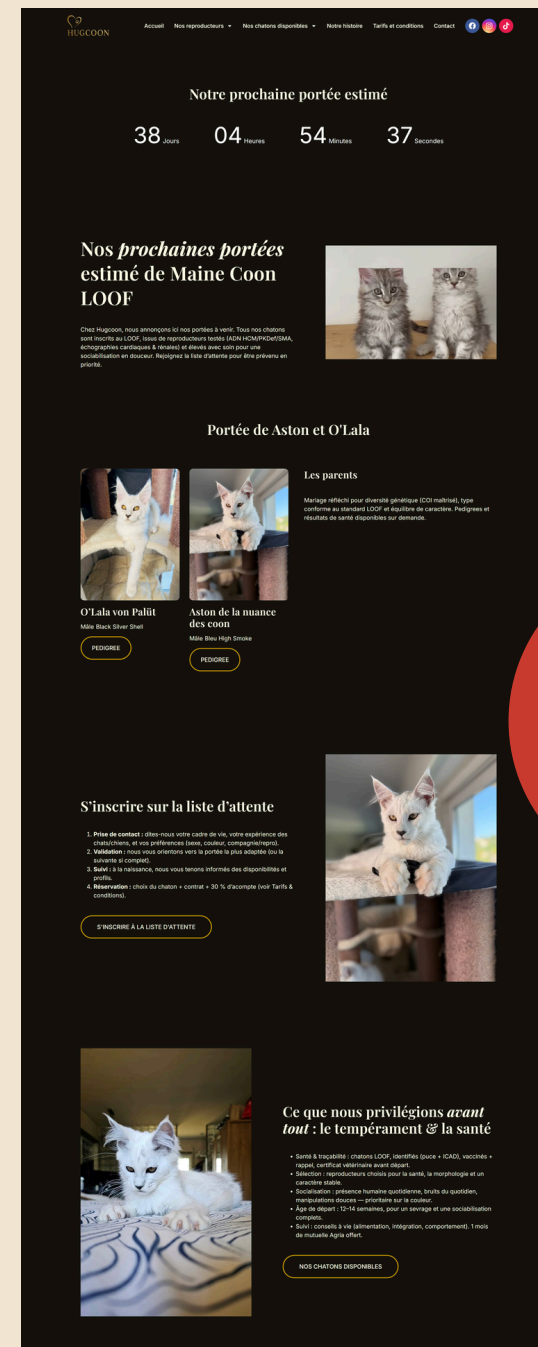 HUGCOON
Accueil Nos reproducteurs Nos chatons disponibles Notre histoire Tarifs et conditions Contact
Notre prochaine portée estimé
38 Jours 04 Heures 54 Minutes 37 Secondes
Nos prochaines portées
estimé de Maine Coon
LOOF
Chez Hugcoon, nous annonçons ici nos portées à venir. Tous nos chatons
sont inscrits au LOOF, issus de reproducteurs testés (ADN HCM/PKDef/SMA,
échographies cardiaques & rénales) et élevés avec soin pour une
sociabilisation en douceur. Rejoignez la liste d'attente pour être prévenu en
priorité.
Portée de Aston et O'Lala
O'Lala von Palüt
Mâle Black Silver Shell
PEDIGREE
Aston de la nuance
des coon
Mâle Bleu High Smoke
PEDIGREE
Les parents
Mariage réfléchi pour diversité génétique (COI maîtrisé), type
conforme au standard LOOF et équilibre de caractère. Pedigrees et
résultats de santé disponibles sur demande.
S'inscrire sur la liste d'attente
1. Prise de contact : dites-nous votre cadre de vie, votre expérience des
chats/chiens, et vos préférences (sexe, couleur, compagnie/repro).
2. Validation : nous vous orientons vers la portée la plus adaptée (ou la
suivante si complet).
3. Suivi : à la naissance, nous vous tenons informés des disponibilités et
profils.
4. Réservation : choix du chaton + contrat + 30 % d'acompte (voir Tarifs &
conditions).
S'INSCRIRE À LA LISTE D'ATTENTE
Ce que nous privilégions avant
tout : le tempérament & la santé
• Santé & traçabilité : chatons LOOF, identifiés (puce + ICAD), vaccinés +
rappel, certificat vétérinaire avant départ.
• Sélection : reproducteurs choisis pour la santé, la morphologie et un
caractère stable.
• Socialisation : présence humaine quotidienne, bruits du quotidien,
manipulations douces — prioritaire sur la couleur.
• Âge de départ : 12–14 semaines, pour un sevrage et une sociabilisation
complets.
• Suivi : conseils à vie (alimentation, intégration, comportement). 1 mois
de mutuelle Agria offert.
NOS CHATONS DISPONIBLES